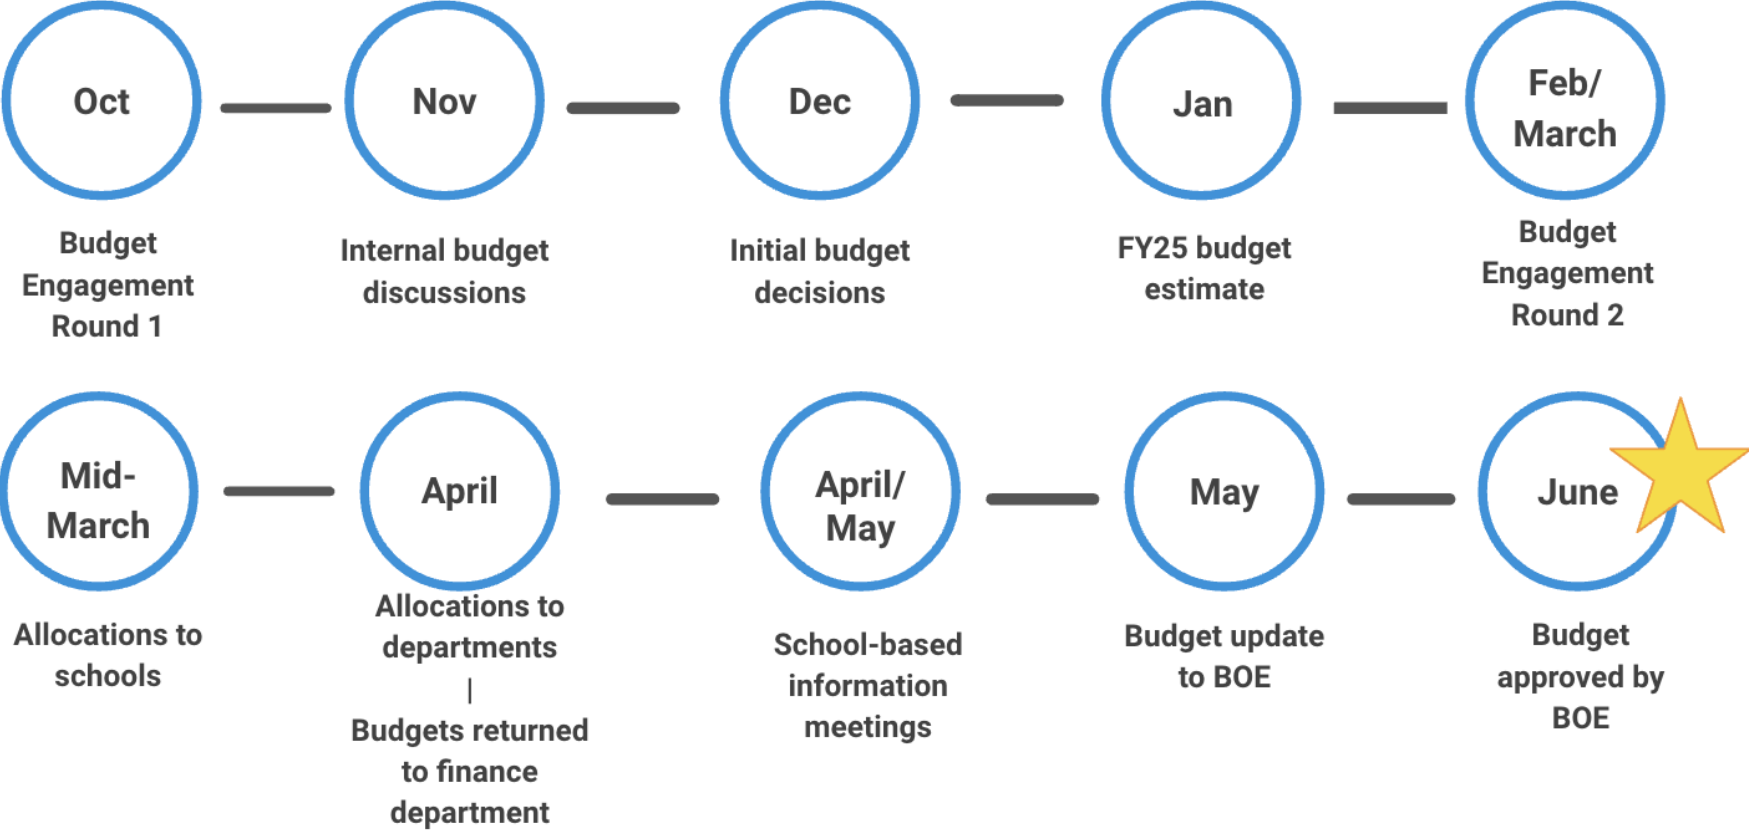 Oct
Nov
Dec
Jan
Feb/
March
Budget
Engagement
Round 1
Internal budget
discussions
Initial budget
decisions
FY25 budget
estimate
Budget
Engagement
Round 2
Mid-
March
April
April/
May
May
June
Allocations to
schools
Allocations to
departments
|
Budgets returned
to finance
department
School-based
information
meetings
Budget update
to BOE
Budget
approved by
BOE